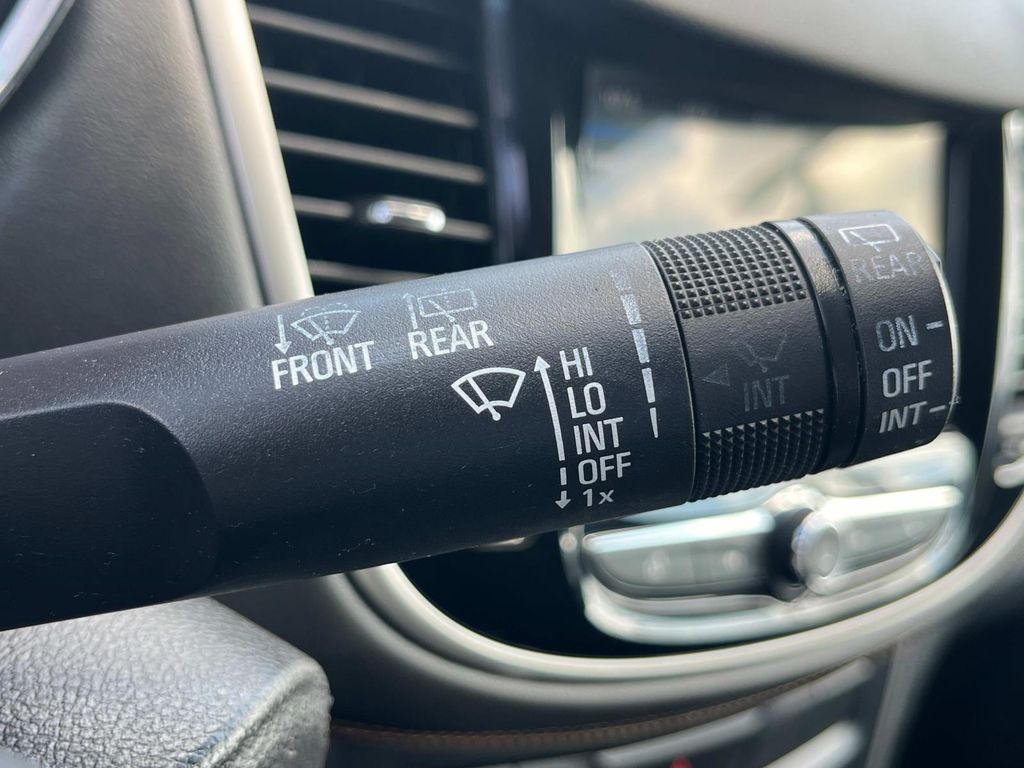 FRONT
REAR
HI
LO
INT
OFF
1x
INT
REAR
ON
OFF
INT